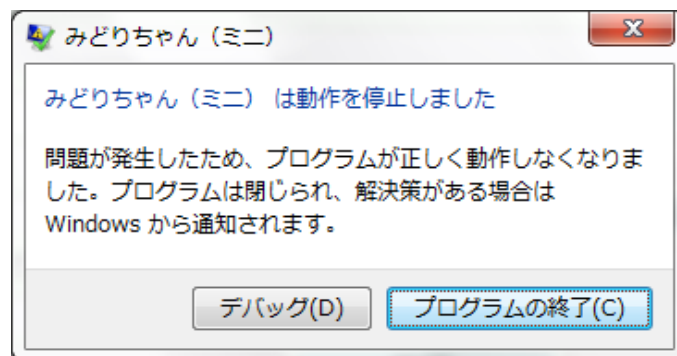 みどりちゃん（ミニ）
みどりちゃん（ミニ） は動作を停止しました
問題が発生したため、プログラムが正しく動作しなくなりま
した。プログラムは閉じられ、解決策がある場合は
Windows から通知されます。
デバッグ(D)
プログラムの終了(C)